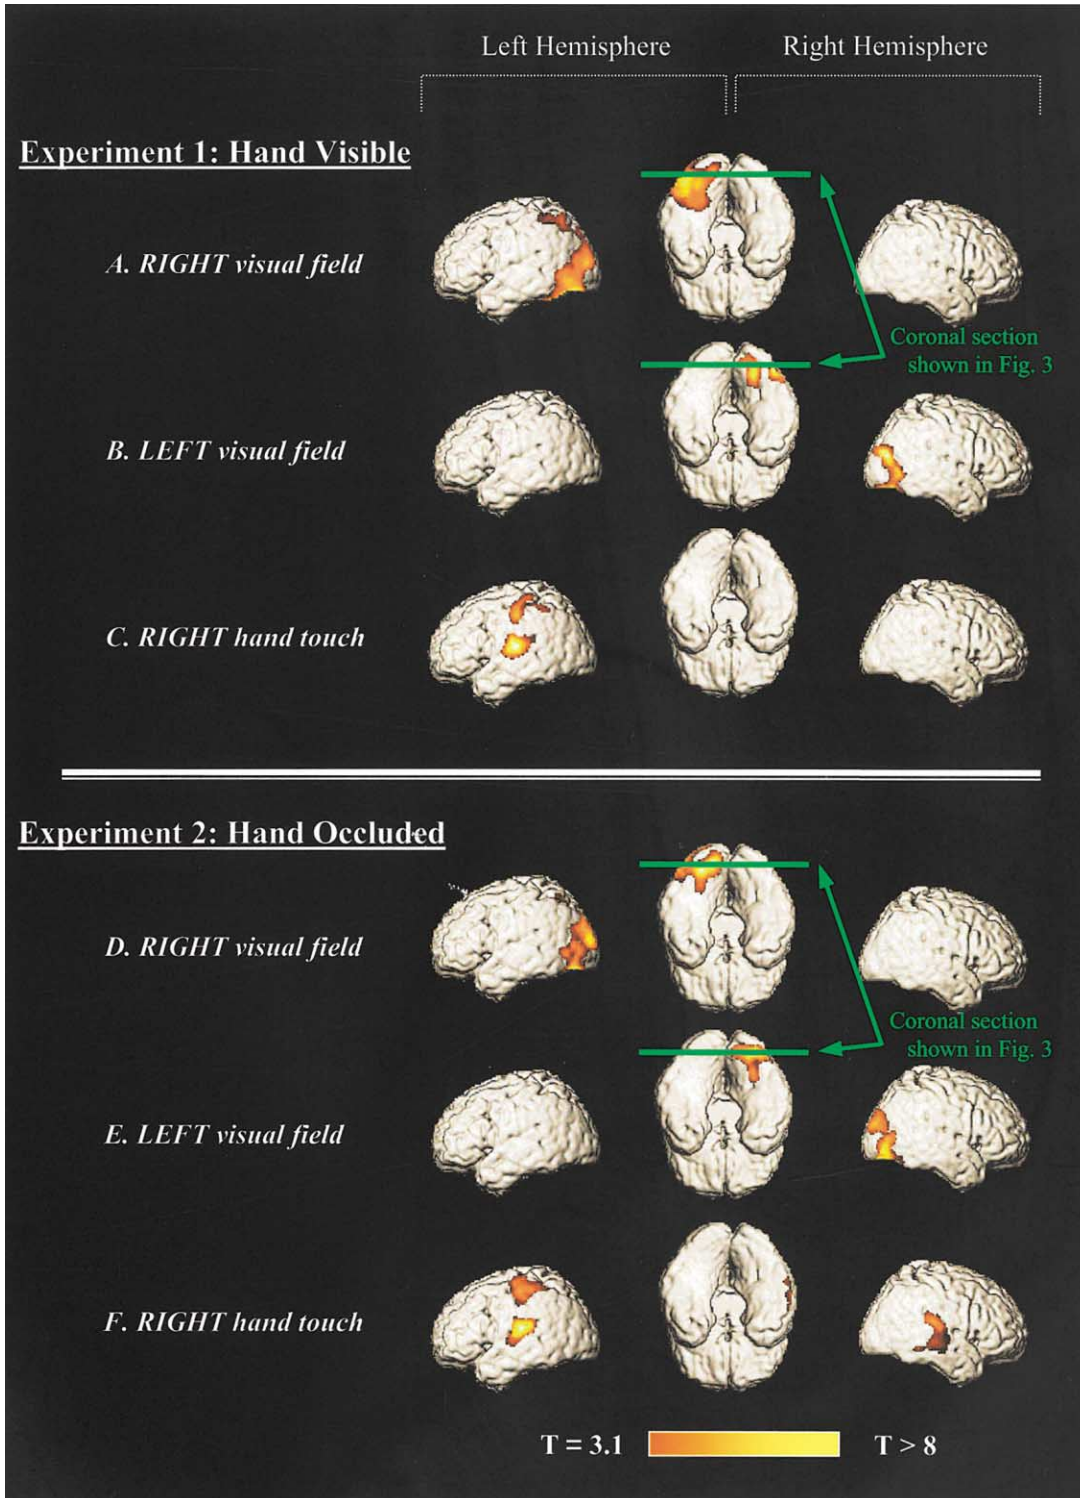 Left Hemisphere Right Hemisphere
Experiment 1: Hand Visible
A. RIGHT visual field
Coronal section
shown in Fig. 3
B. LEFT visual field
C. RIGHT hand touch
Experiment 2: Hand Occluded
D. RIGHT visual field
Coronal section
shown in Fig. 3
E. LEFT visual field
F. RIGHT hand touch
T = 3.1 T > 8